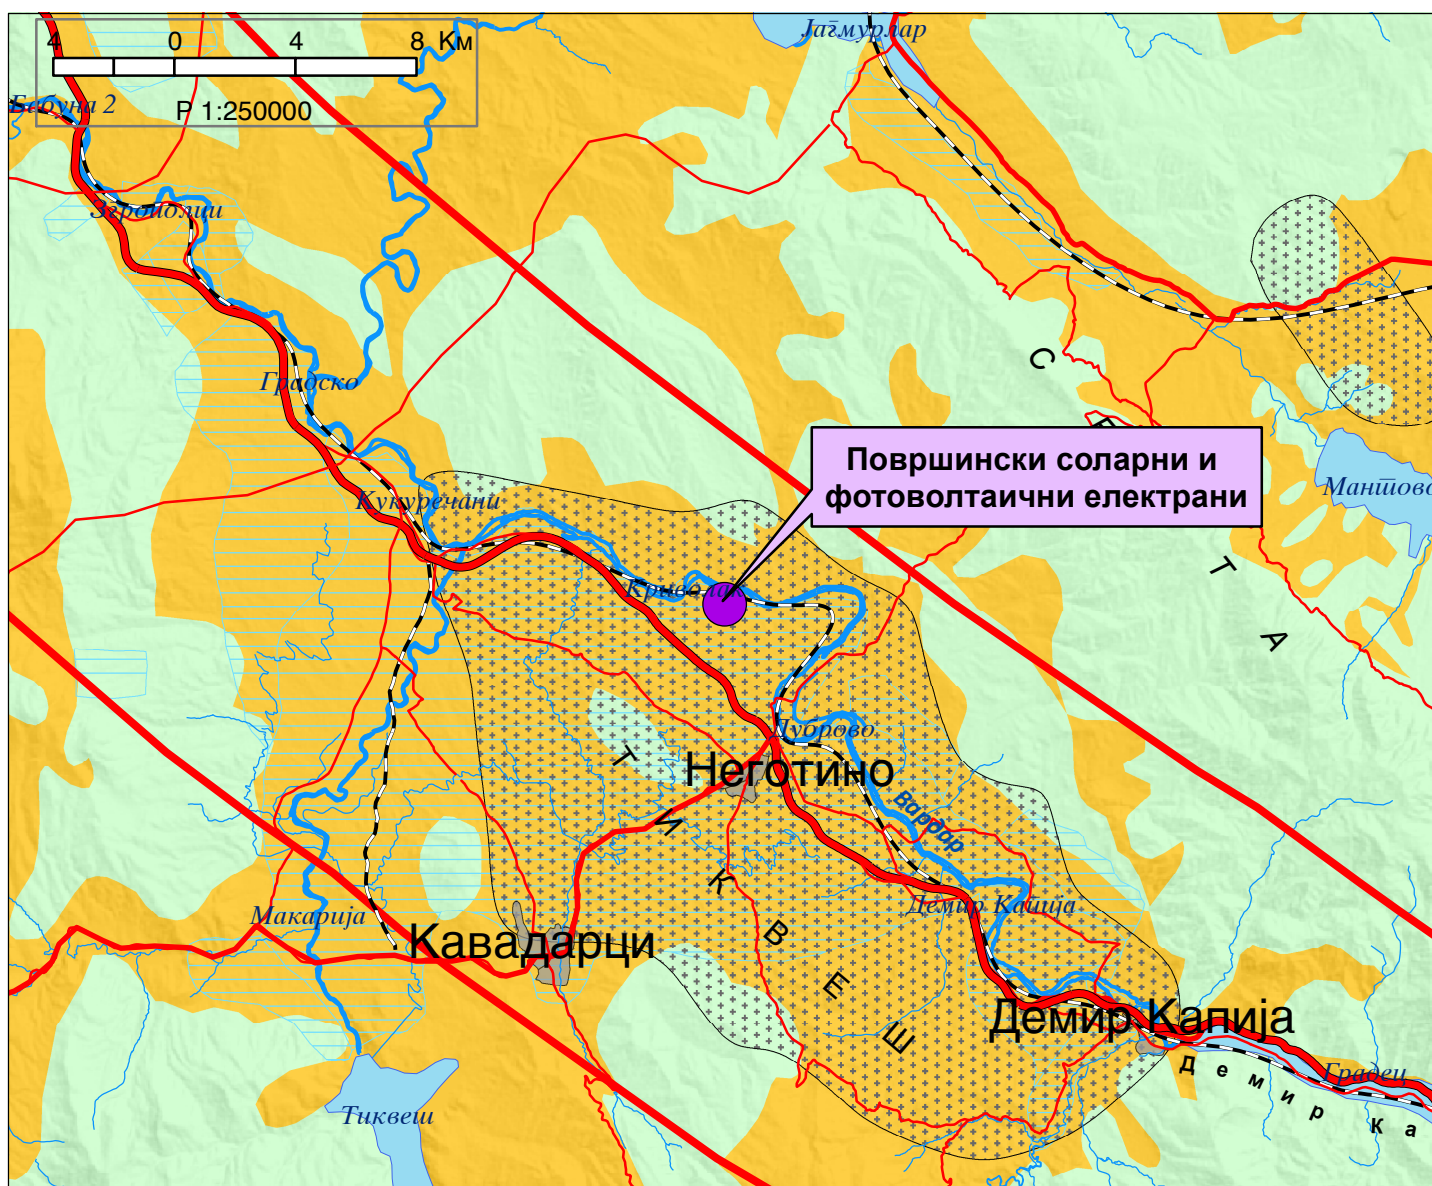 4 0 4 8 Км
Р 1:250000
Јагмурлар
Бабуна 2
Згрополци
Градско
Кукуречани
С
Е
Т
А
Површински соларни и
фотоволтаични електрани
Мантово
Криволак
Дуброво
Неготино
Вардар
Т
И
К
В
Е
Ш
Демир Капија
Макарија
Кавадарци
Демир Капија
Демир Ка
Градец
Тиквеш